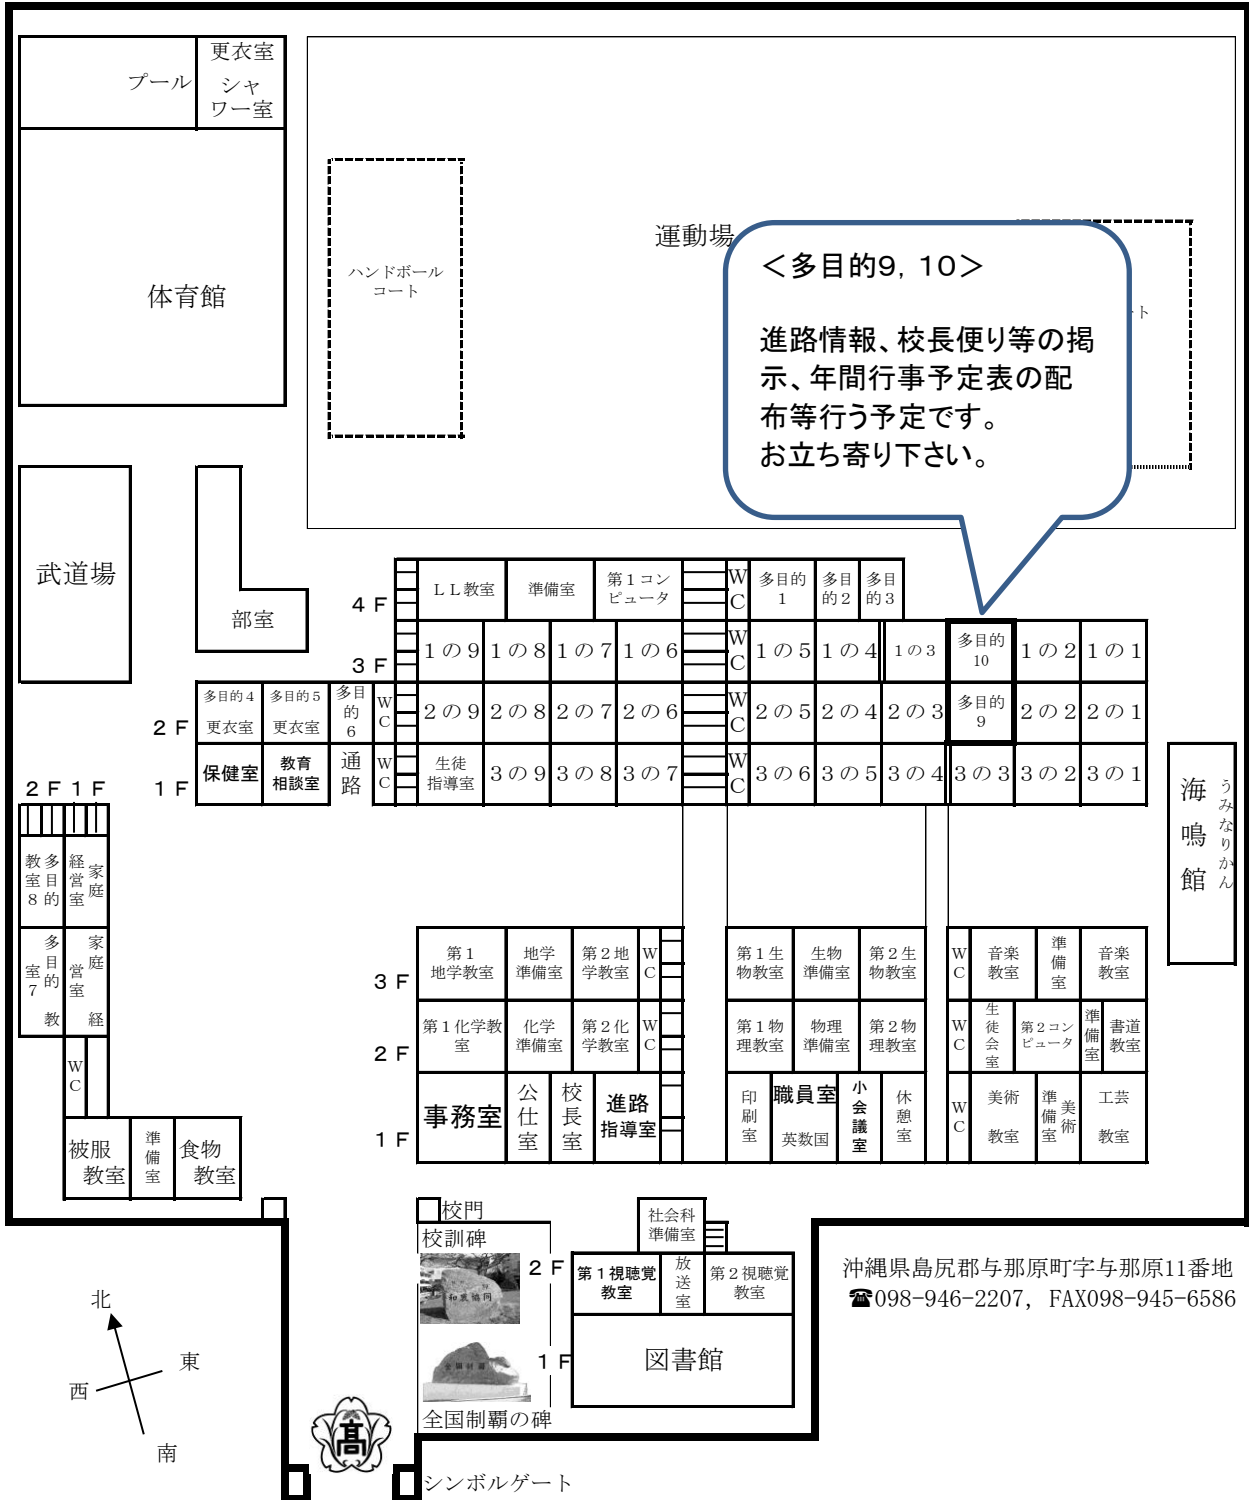 更衣室
プール
シャ
ワー室
体育館
ハンドボール
コート
運動場
ート
＜多目的9，10＞
進路情報、校長便り等の掲
示、年間行事予定表の配
布等行う予定です。
お立ち寄り下さい。
武道場
部室
4F
LL教室
準備室
第1コン
ピュータ
WC
多目的
1
多目
的2
多目
的3
3F
1の9
1の8
1の7
1の6
WC
1の5
1の4
1の3
多目的
10
1の2
1の1
2F
多目的4
更衣室
多目的5
更衣室
多目
的
6
WC
2の9
2の8
2の7
2の6
WC
2の5
2の4
2の3
多目的
9
2の2
2の1
1F
保健室
教育
相談室
通路
WC
生徒
指導室
3の9
3の8
3の7
WC
3の6
3の5
3の4
3の3
3の2
3の1
海鳴館
うみなりかん
2F
1F
多目的
教室8
家庭
経営室
多目的教
室7
家庭経
営室
WC
被服
教室
準備室
食物
教室
3F
第1
地学教室
地学
準備室
第2地
学教室
WC
第1生
物教室
生物
準備室
第2生
物教室
WC
音楽
教室
準備室
音楽
教室
2F
第1化学教
室
化学
準備室
第2化
学教室
WC
第1物
理教室
物理
準備室
第2物
理教室
WC
生徒会室
第2コン
ピュータ
準備室
書道
教室
1F
事務室
公仕室
校長室
進路
指導室
印刷室
職員室
英数国
小会議室
休憩室
WC
美術
教室
美術
準備室
工芸
教室
校門
校訓碑
和衷協同
全国制覇
全国制覇の碑
社会科
準備室
2F
第1視聴覚
教室
放送室
第2視聴覚
教室
1F
図書館
沖縄県島尻郡与那原町字与那原11番地
☎098-946-2207, FAX098-945-6586
北
東
西
南
高
シンボルゲート